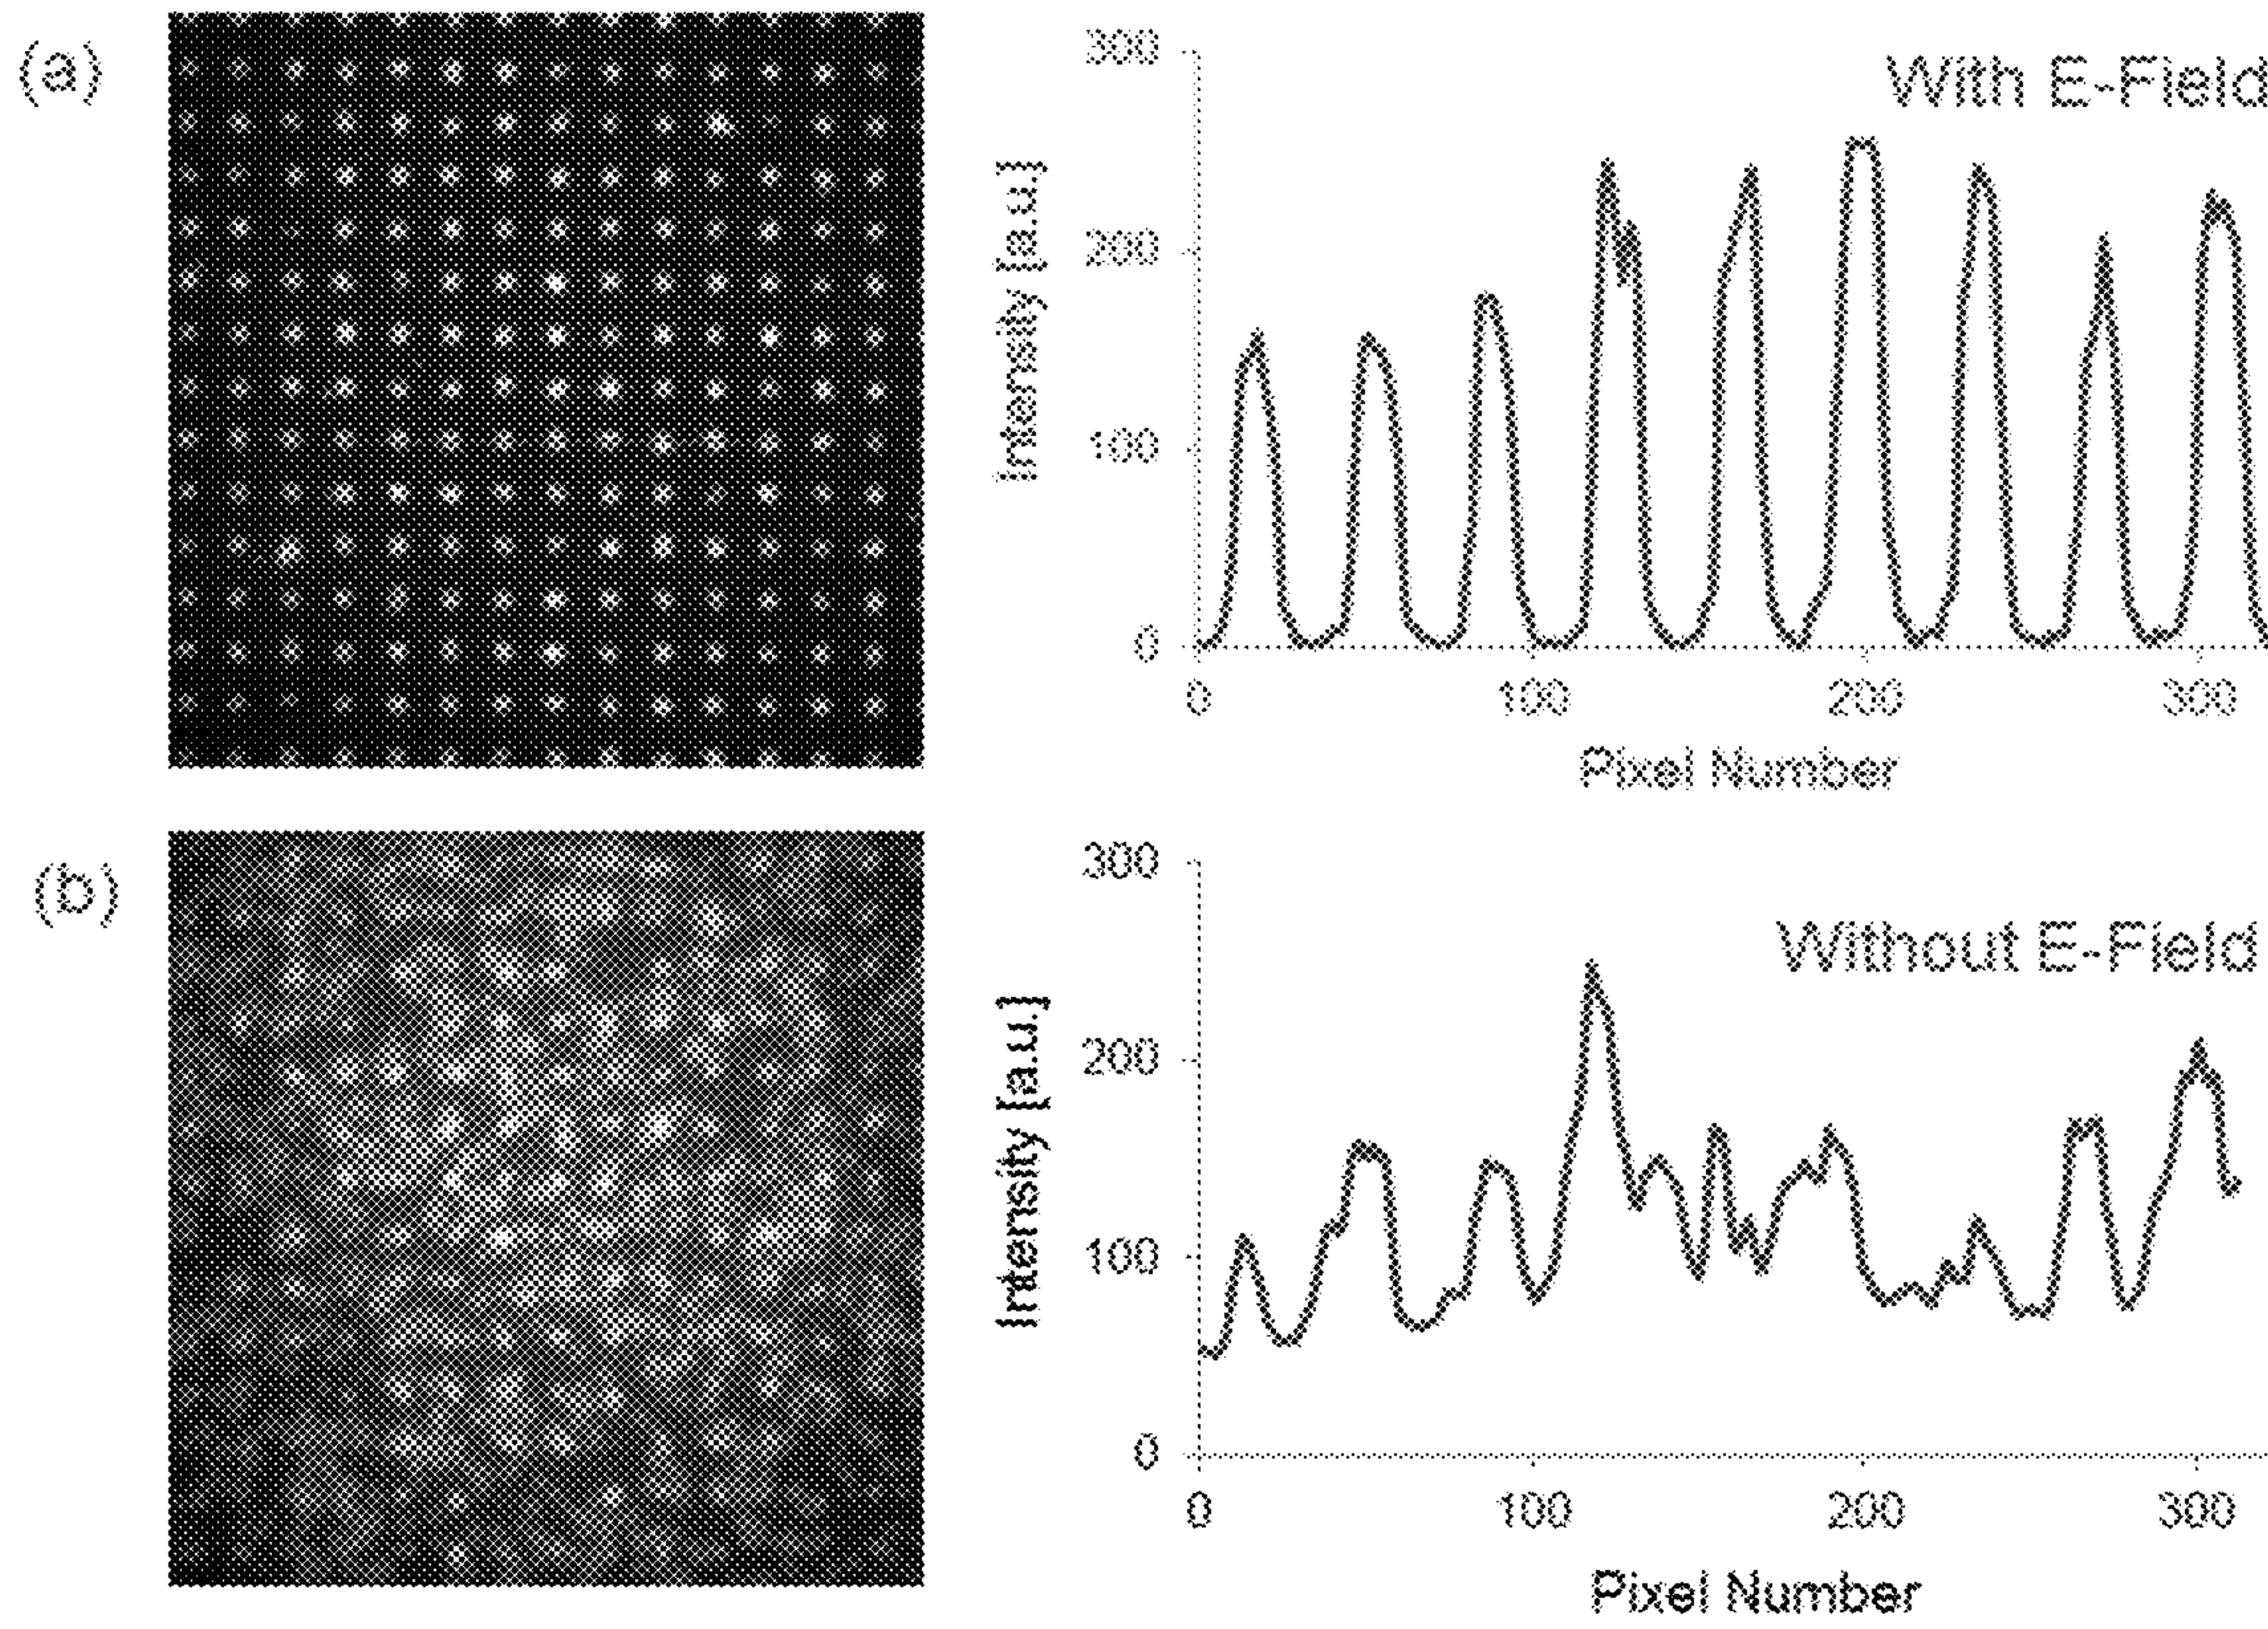 (a)
300
With E-Field
Intensity [a.u.]
200
100
0
0 100 200 300
Pixel Number
(b)
300
Without E-Field
Intensity [a.u.]
200
100
0
0 100 200 300
Pixel Number